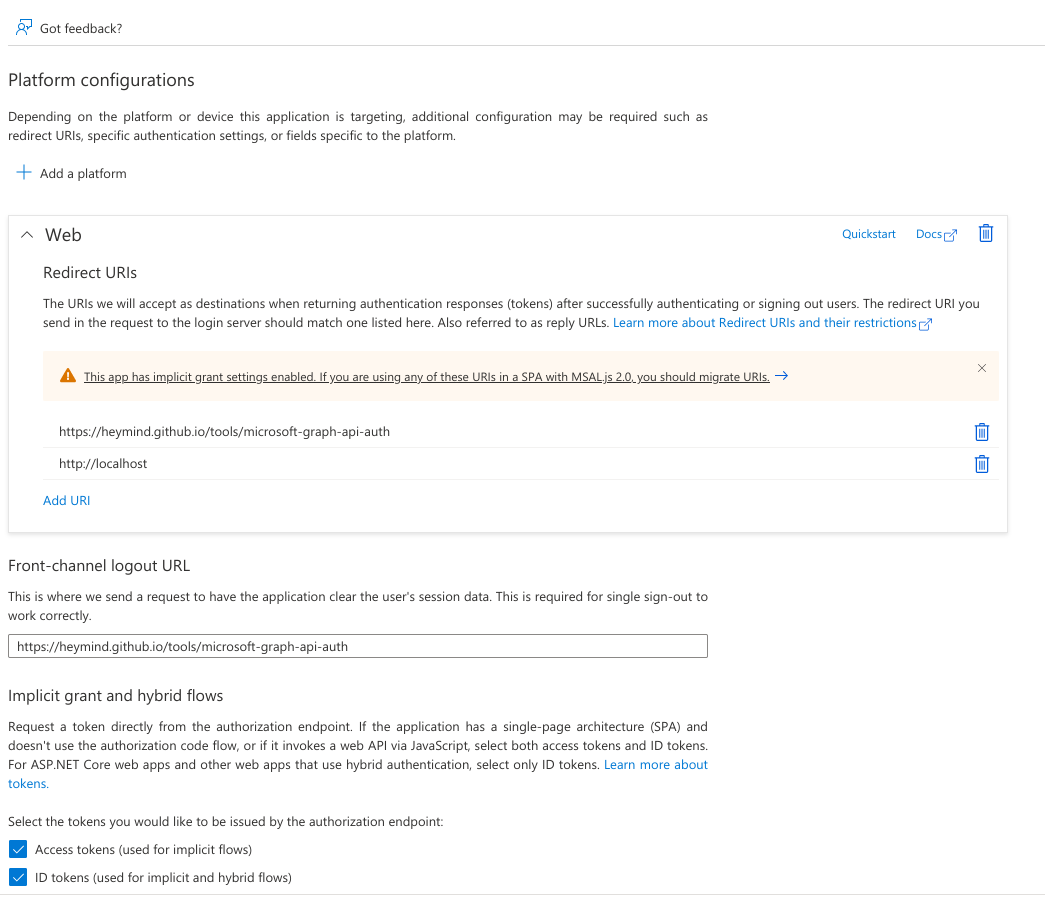 Got feedback?
Platform configurations
Depending on the platform or device this application is targeting, additional configuration may be required such as
redirect URIs, specific authentication settings, or fields specific to the platform.
Add a platform
Web
Quickstart
Docs
Redirect URIs
The URIs we will accept as destinations when returning authentication responses (tokens) after successfully authenticating or signing out users. The redirect URI you
send in the request to the login server should match one listed here. Also referred to as reply URLs. Learn more about Redirect URIs and their restrictions
This app has implicit grant settings enabled. If you are using any of these URIs in a SPA with MSAL.js 2.0, you should migrate URIs.
https://heymind.github.io/tools/microsoft-graph-api-auth
http://localhost
Add URI
Front-channel logout URL
This is where we send a request to have the application clear the user's session data. This is required for single sign-out to
work correctly.
https://heymind.github.io/tools/microsoft-graph-api-auth
Implicit grant and hybrid flows
Request a token directly from the authorization endpoint. If the application has a single-page architecture (SPA) and
doesn't use the authorization code flow, or if it invokes a web API via JavaScript, select both access tokens and ID tokens.
For ASP.NET Core web apps and other web apps that use hybrid authentication, select only ID tokens. Learn more about
tokens.
Select the tokens you would like to be issued by the authorization endpoint:
Access tokens (used for implicit flows)
ID tokens (used for implicit and hybrid flows)